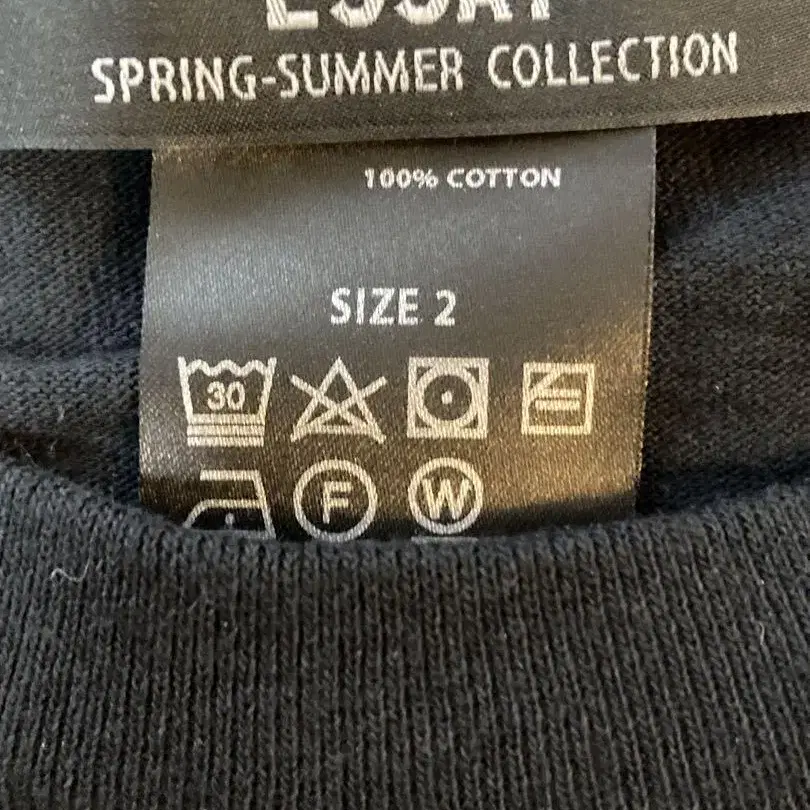 SPRING-SUMMER COLLECTION
100% COTTON
SIZE 2
30
F W